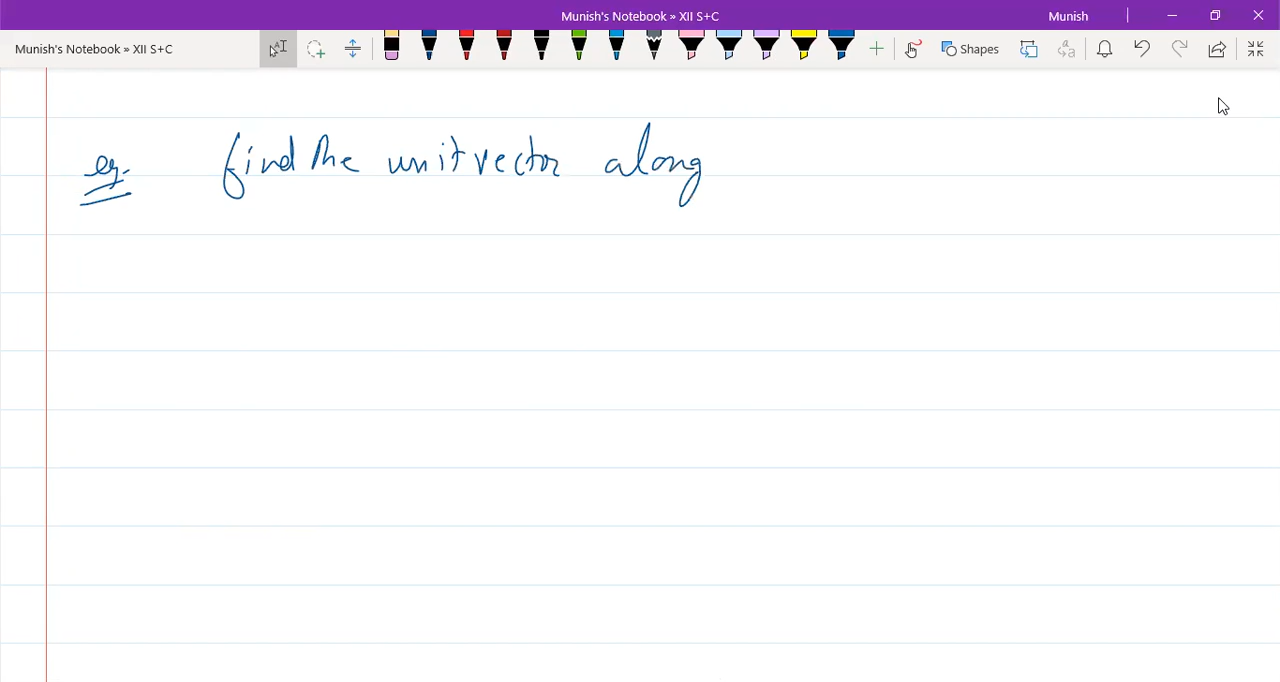 Munish's Notebook » XII S+C
Munish
Munish's Notebook » XII S+C
Shapes
eg. find the unit vector along